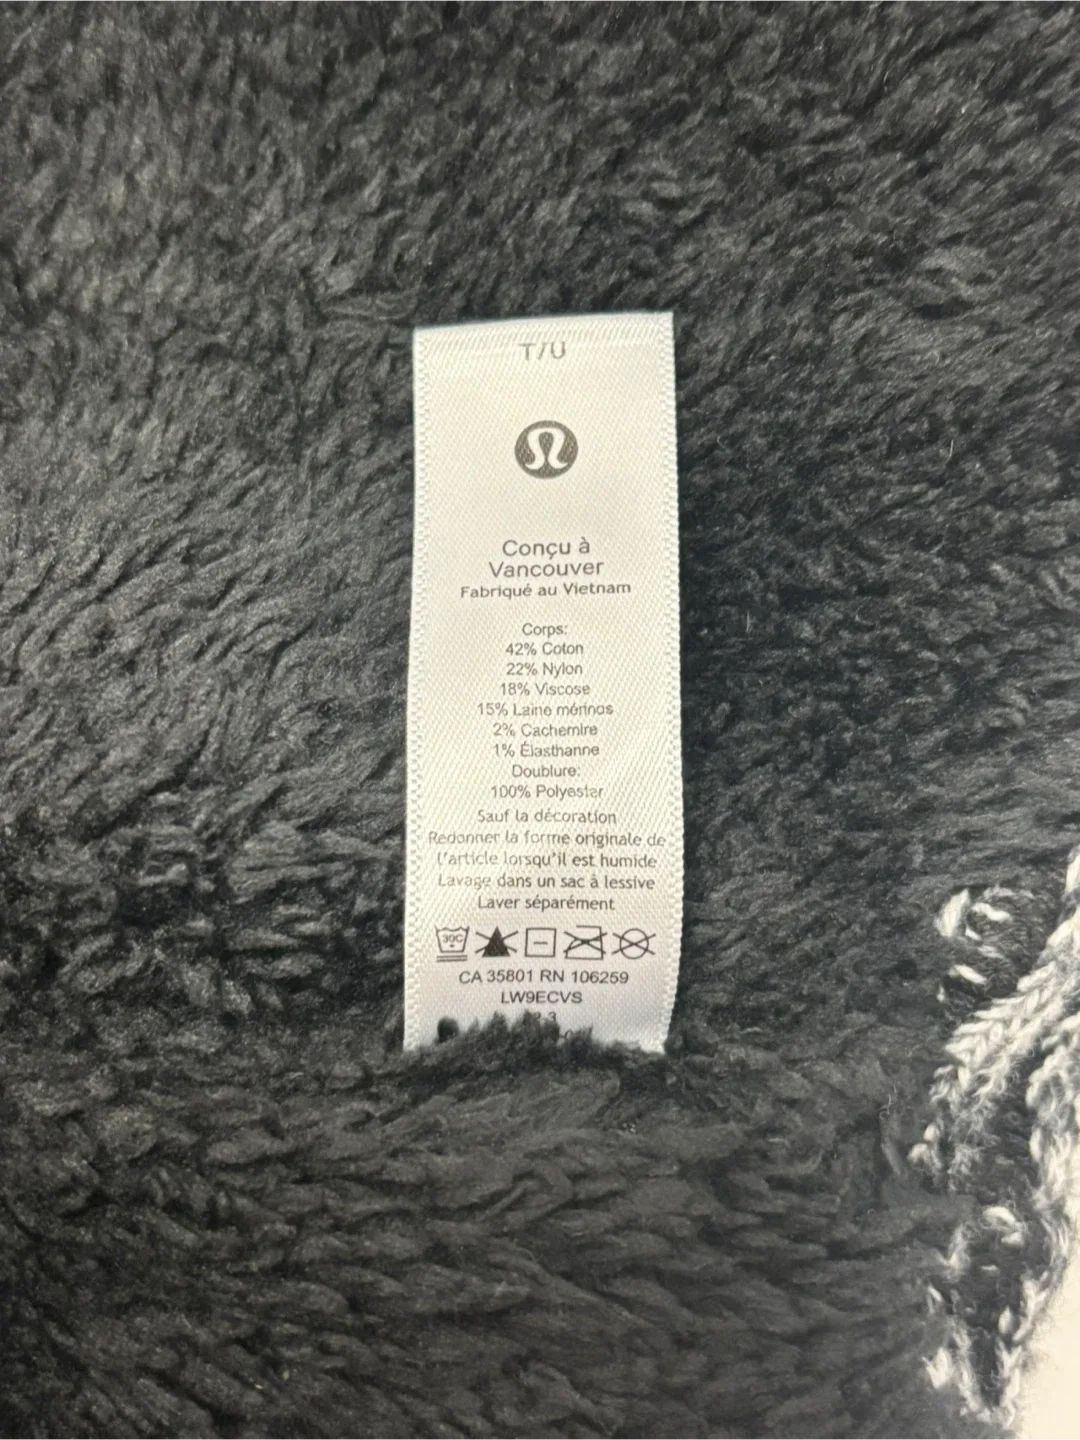 T/U
Conçu à
Vancouver
Fabriqué au Vietnam
Corps:
42% Coton
22% Nylon
18% Viscose
15% Laine mérinos
2% Cachemire
1% Élasthanne
Doublure:
100% Polyester
Sauf la décoration
Redonner la forme originale de
l'article lorsqu'il est humide
Lavage dans un sac à lessive
Laver séparément
30C
CA 35801 RN 106259
LW9ECVS